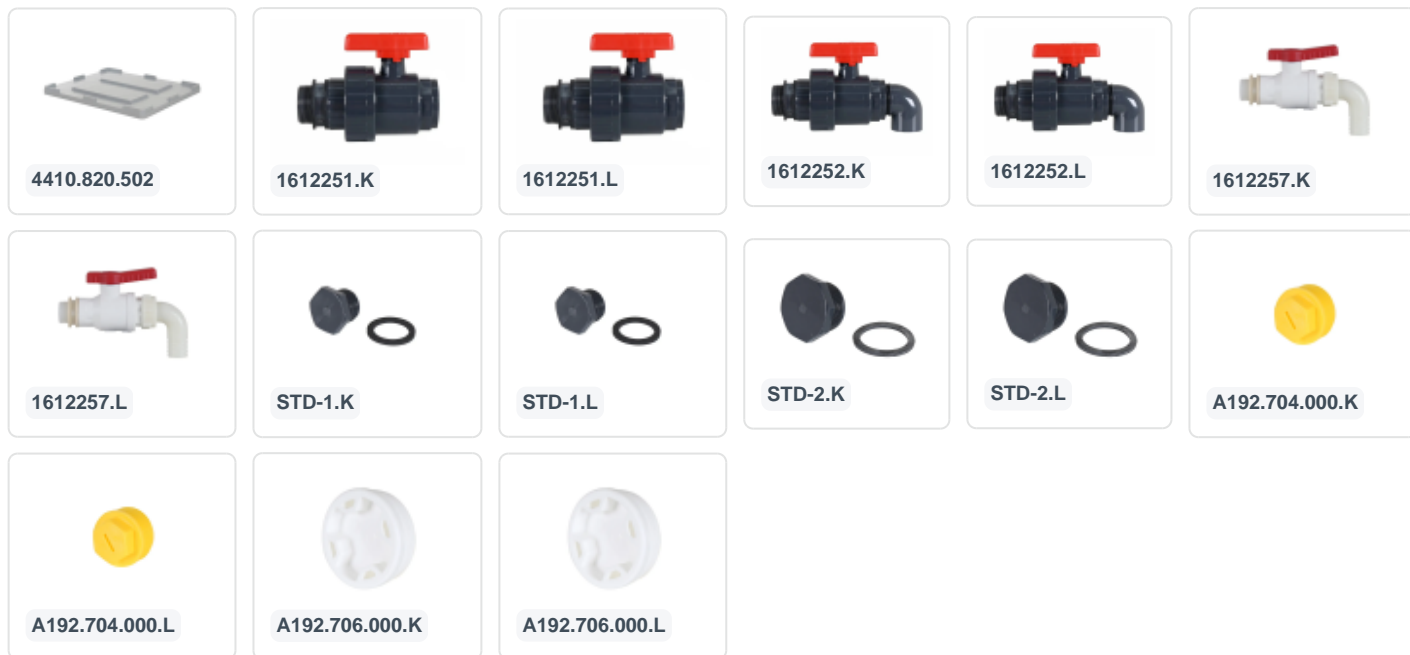 4410.820.502
1612251.K
1612251.L
1612252.K
1612252.L
1612257.K
1612257.L
STD-1.K
STD-1.L
STD-2.K
STD-2.L
A192.704.000.K
A192.704.000.L
A192.706.000.K
A192.706.000.L